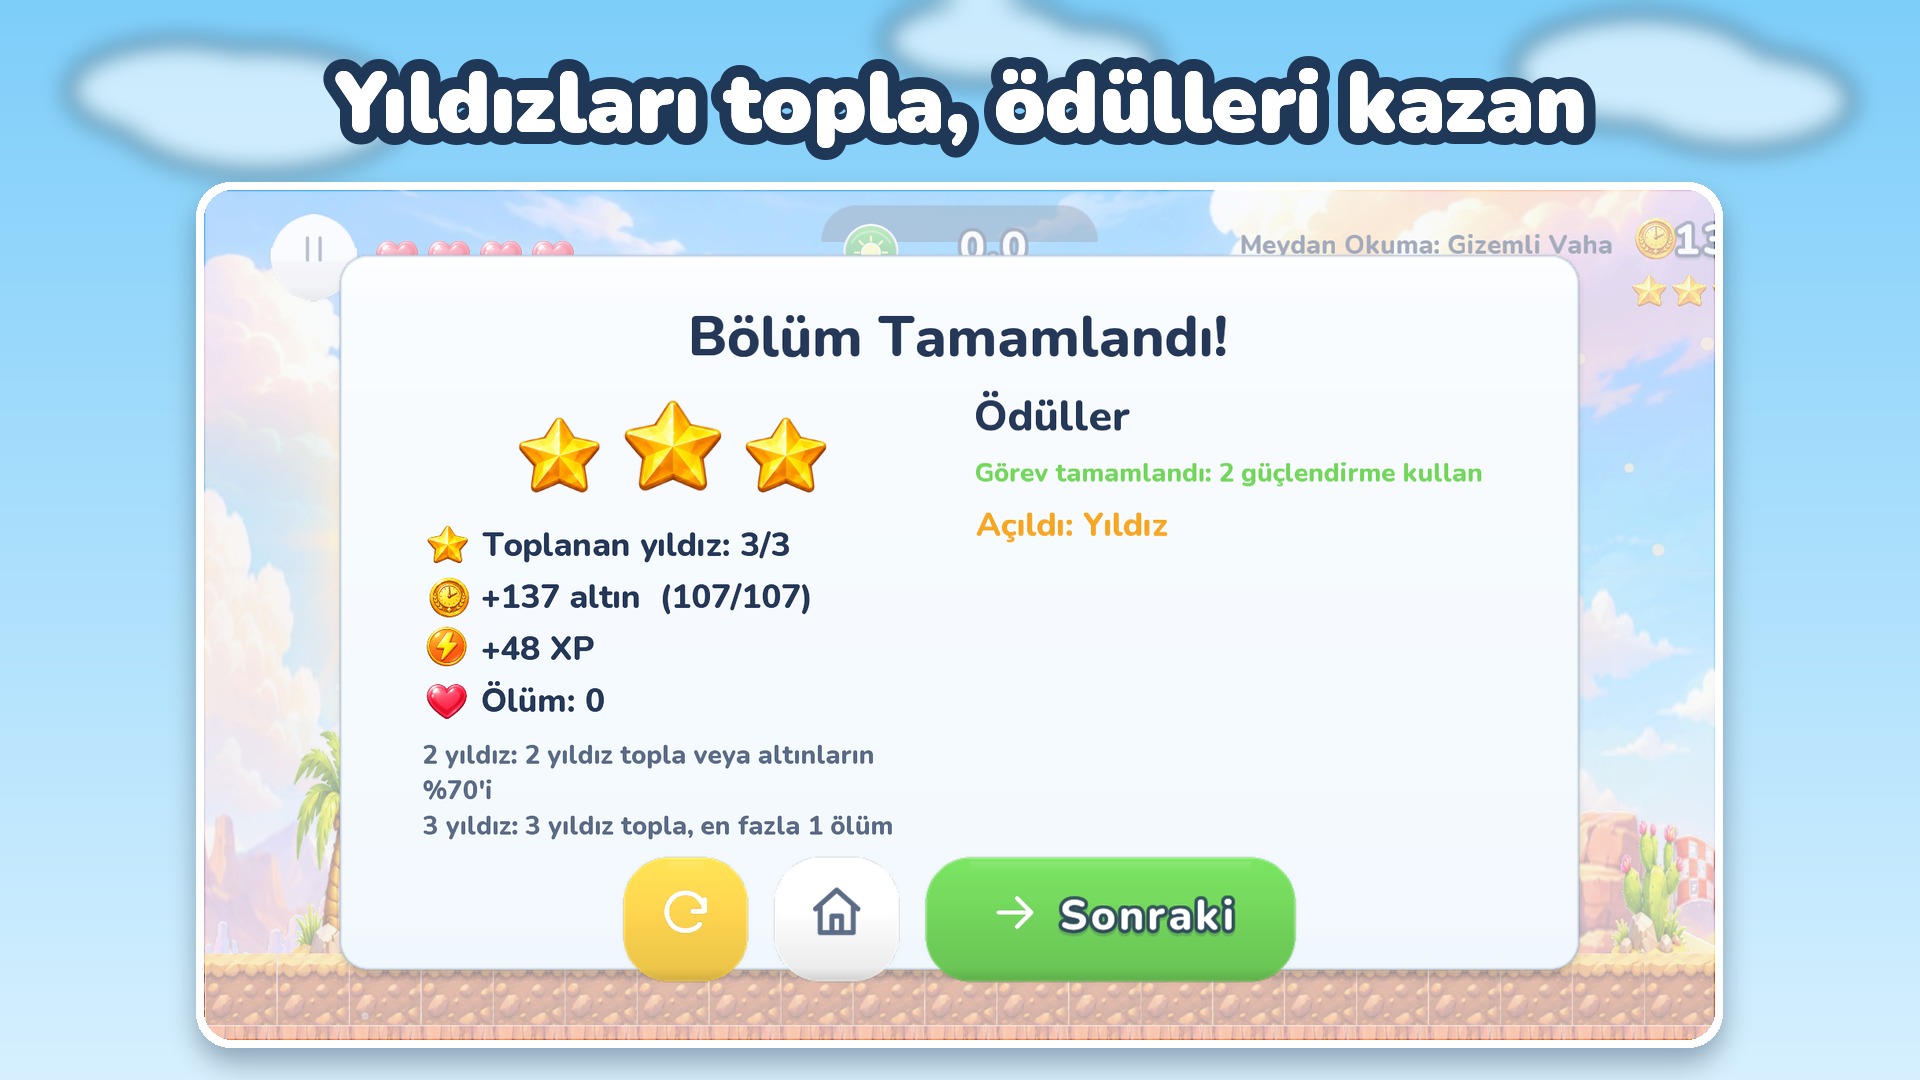 Yıldızları topla, ödülleri kazan
0.0
Meydan Okuma: Gizemli Vaha
Bölüm Tamamlandı!
Toplanan yıldız: 3/3
+137 altın (107/107)
+48 XP
Ölüm: 0
2 yıldız: 2 yıldız topla veya altınların
%70'i
3 yıldız: 3 yıldız topla, en fazla 1 ölüm
Ödüller
Görev tamamlandı: 2 güçlendirme kullan
Açıldı: Yıldız
Sonraki